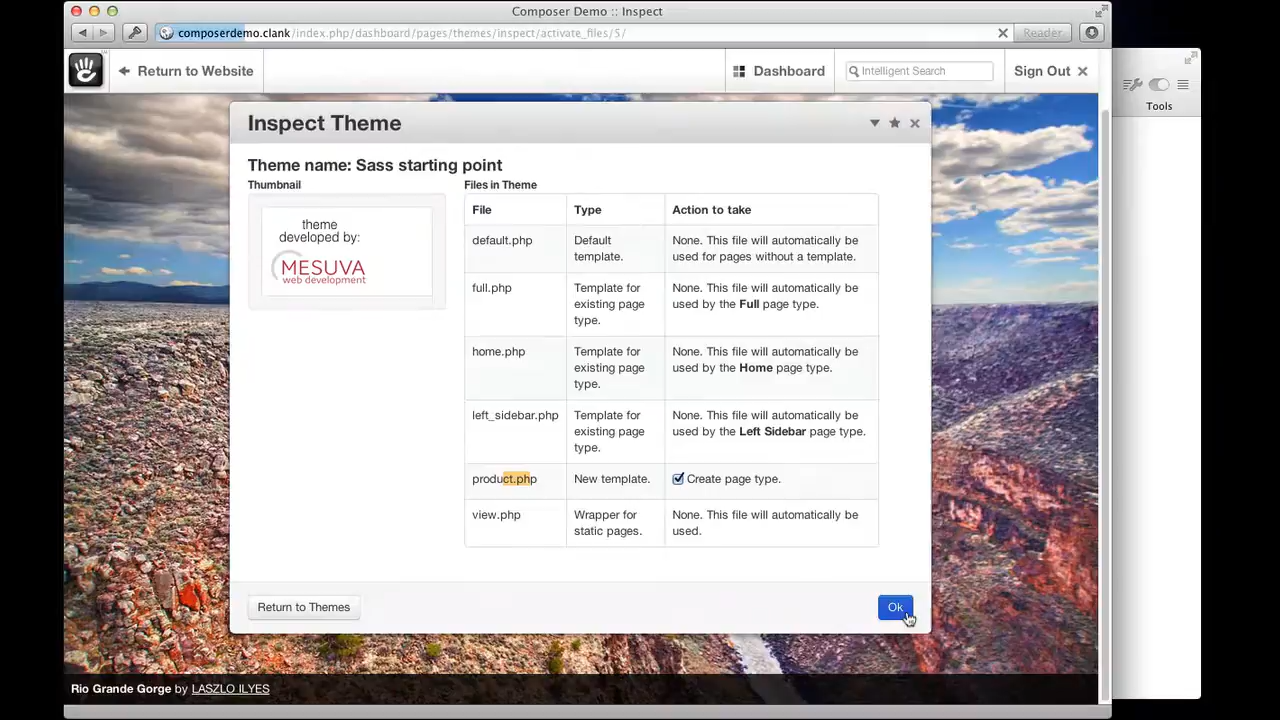 Composer Demo :: Inspect
composerdemo.clank/index.php/dashboard/pages/themes/inspect/activate_files/5/
Reader
Return to Website
Dashboard
Intelligent Search
Sign Out
Tools
Inspect Theme
Theme name: Sass starting point
Thumbnail
theme
developed by:
MESUVA
web development
Files in Theme
File Type Action to take
default.php
Default
template.
None. This file will automatically be
used for pages without a template.
full.php
Template for
existing page
type.
None. This file will automatically be
used by the Full page type.
home.php
Template for
existing page
type.
None. This file will automatically be
used by the Home page type.
left_sidebar.php
Template for
existing page
type.
None. This file will automatically be
used by the Left Sidebar page type.
product.php
New template.
Create page type.
view.php
Wrapper for
static pages.
None. This file will automatically be
used.
Return to Themes
Ok
Rio Grande Gorge by LASZLO ILYES